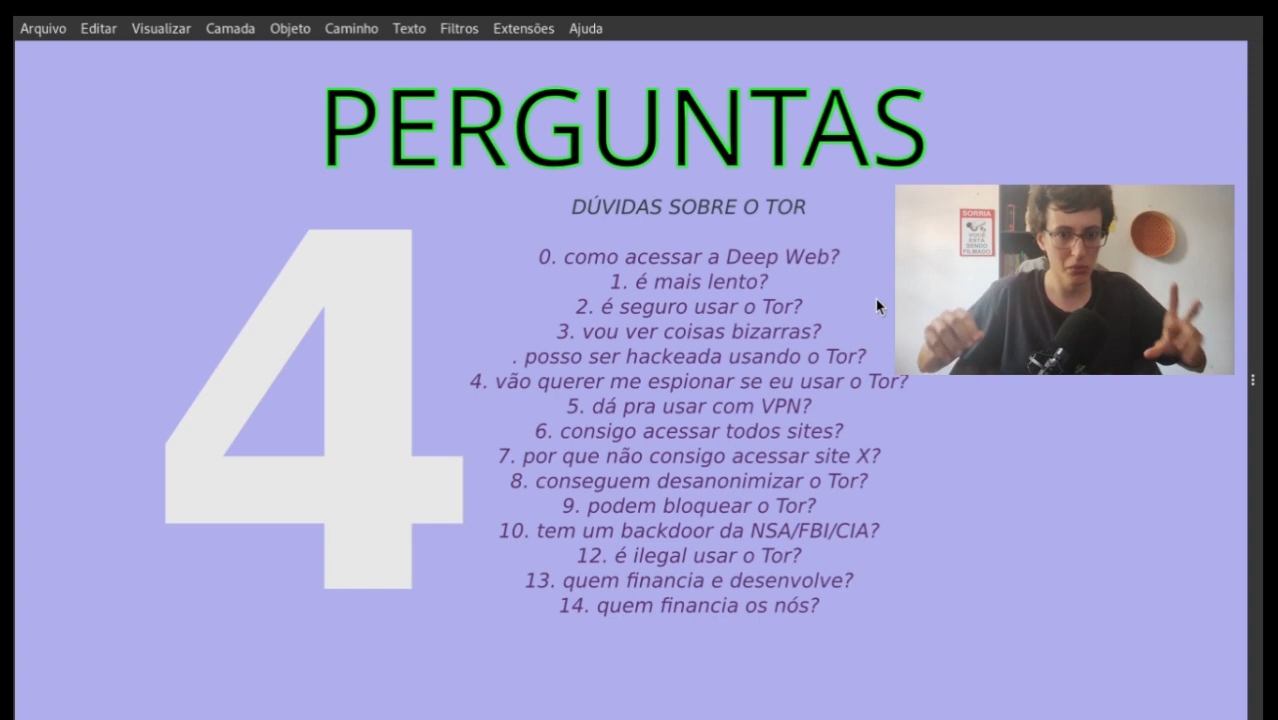 Arquivo Editar Visualizar Camada Objeto Caminho Texto Filtros Extensões Ajuda
PERGUNTAS
DÚVIDAS SOBRE O TOR
4
0. como acessar a Deep Web?
1. é mais lento?
2. é seguro usar o Tor?
3. vou ver coisas bizarras?
. posso ser hackeada usando o Tor?
4. vão querer me espionar se eu usar o Tor?
5. dá pra usar com VPN?
6. consigo acessar todos sites?
7. por que não consigo acessar site X?
8. conseguem desanonimizar o Tor?
9. podem bloquear o Tor?
10. tem um backdoor da NSA/FBI/CIA?
12. é ilegal usar o Tor?
13. quem financia e desenvolve?
14. quem financia os nós?
SORRIA
VOCÊ
ESTÁ
SENDO
FILMADO